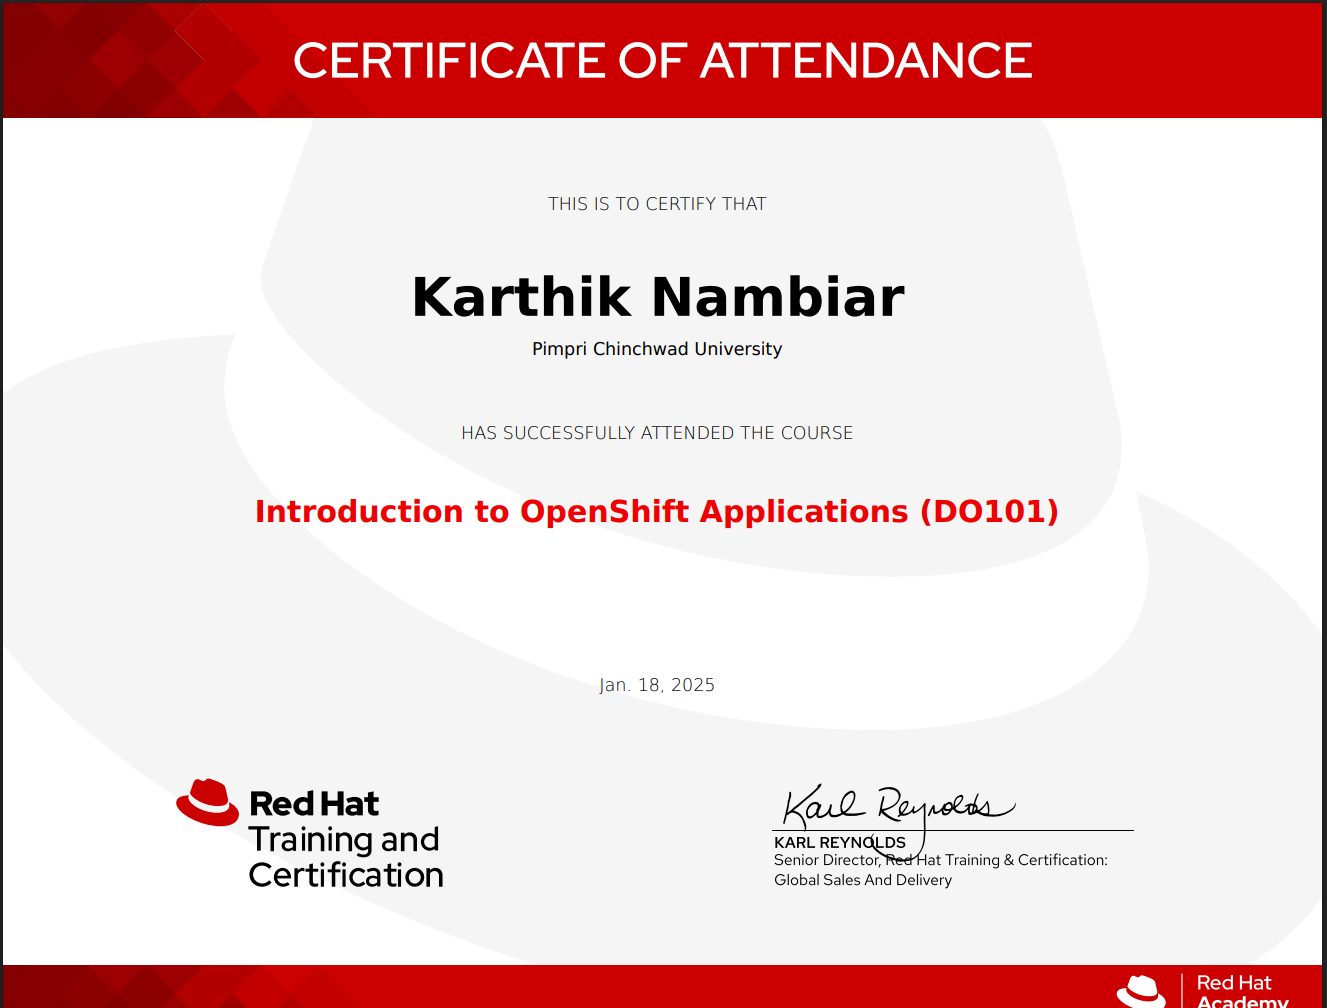 CERTIFICATE OF ATTENDANCE
THIS IS TO CERTIFY THAT
Karthik Nambiar
Pimpri Chinchwad University
HAS SUCCESSFULLY ATTENDED THE COURSE
Introduction to OpenShift Applications (DO101)
Jan. 18, 2025
Red Hat
Training and
Certification
Karl Reynolds
KARL REYNOLDS
Senior Director, Red Hat Training & Certification:
Global Sales And Delivery
Red Hat
Academy